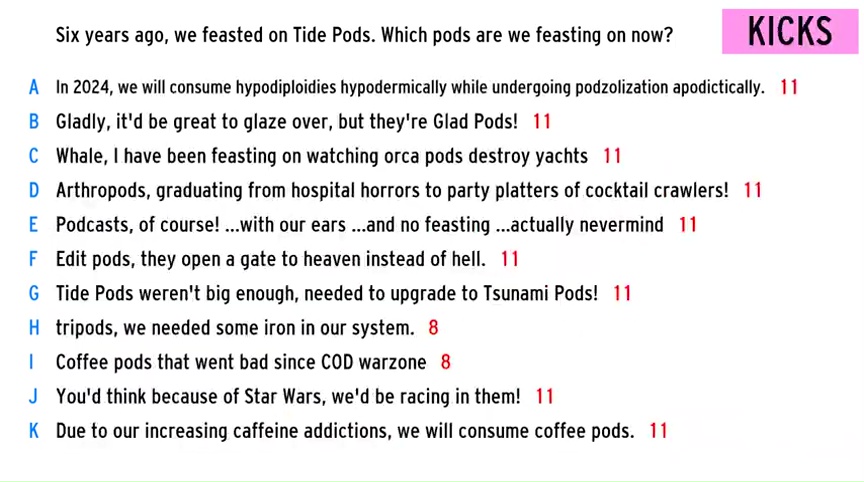 Six years ago, we feasted on Tide Pods. Which pods are we feasting on now?
KICKS
A In 2024, we will consume hypodiploidies hypodermically while undergoing podzolization apodictically. 11
B Gladly, it'd be great to glaze over, but they're Glad Pods! 11
C Whale, I have been feasting on watching orca pods destroy yachts 11
D Arthropods, graduating from hospital horrors to party platters of cocktail crawlers! 11
E Podcasts, of course! ...with our ears ...and no feasting ...actually nevermind 11
F Edit pods, they open a gate to heaven instead of hell. 11
G Tide Pods weren't big enough, needed to upgrade to Tsunami Pods! 11
H tripods, we needed some iron in our system. 8
I Coffee pods that went bad since COD warzone 8
J You'd think because of Star Wars, we'd be racing in them! 11
K Due to our increasing caffeine addictions, we will consume coffee pods. 11